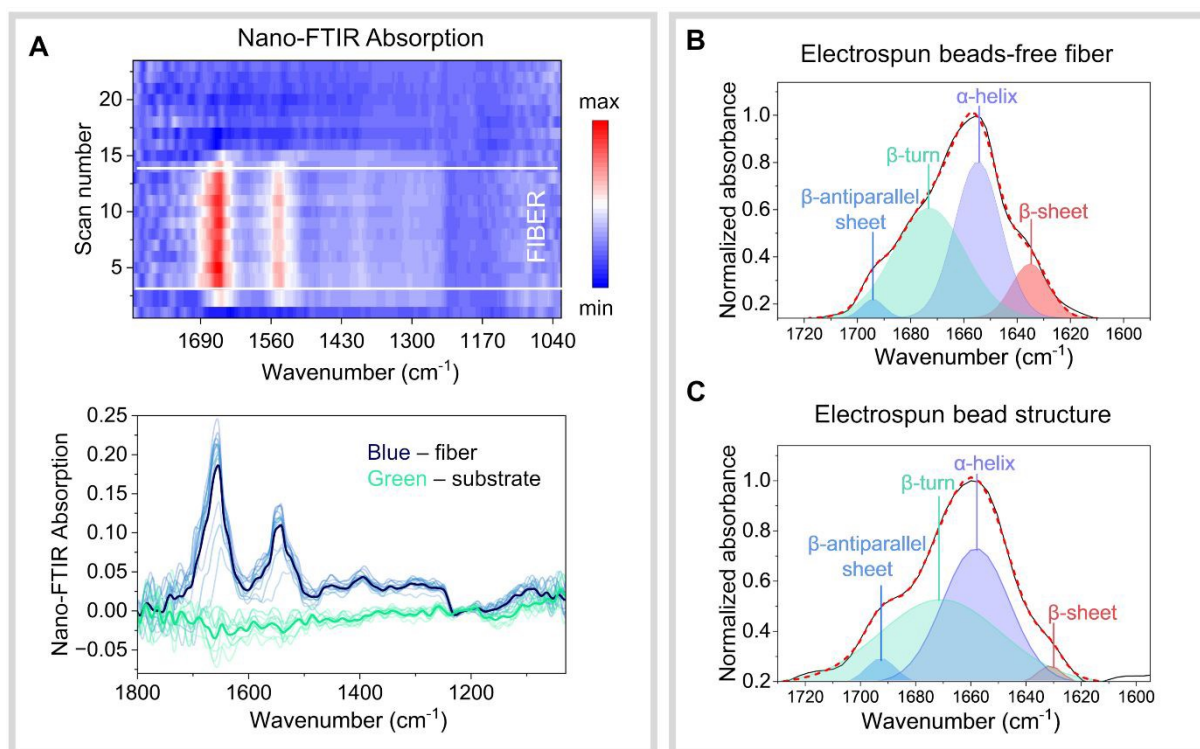 A
Nano-FTIR Absorption
Scan number
20
15
10
5
FIBER
max
min
1690 1560 1430 1300 1170 1040
Wavenumber (cm⁻¹)
Nano-FTIR Absorption
0.25
0.20
0.15
0.10
0.05
0.00
−0.05
Blue – fiber
Green – substrate
1800 1600 1400 1200
Wavenumber (cm⁻¹)
B
Electrospun beads-free fiber
Normalized absorbance
1.0
0.8
0.6
0.4
0.2
α-helix
β-turn
β-antiparallel
sheet
β-sheet
1720 1700 1680 1660 1640 1620 1600
Wavenumber (cm⁻¹)
C
Electrospun bead structure
Normalized absorbance
1.0
0.8
0.6
0.4
0.2
α-helix
β-turn
β-antiparallel
sheet
β-sheet
1720 1700 1680 1660 1640 1620 1600
Wavenumber (cm⁻¹)